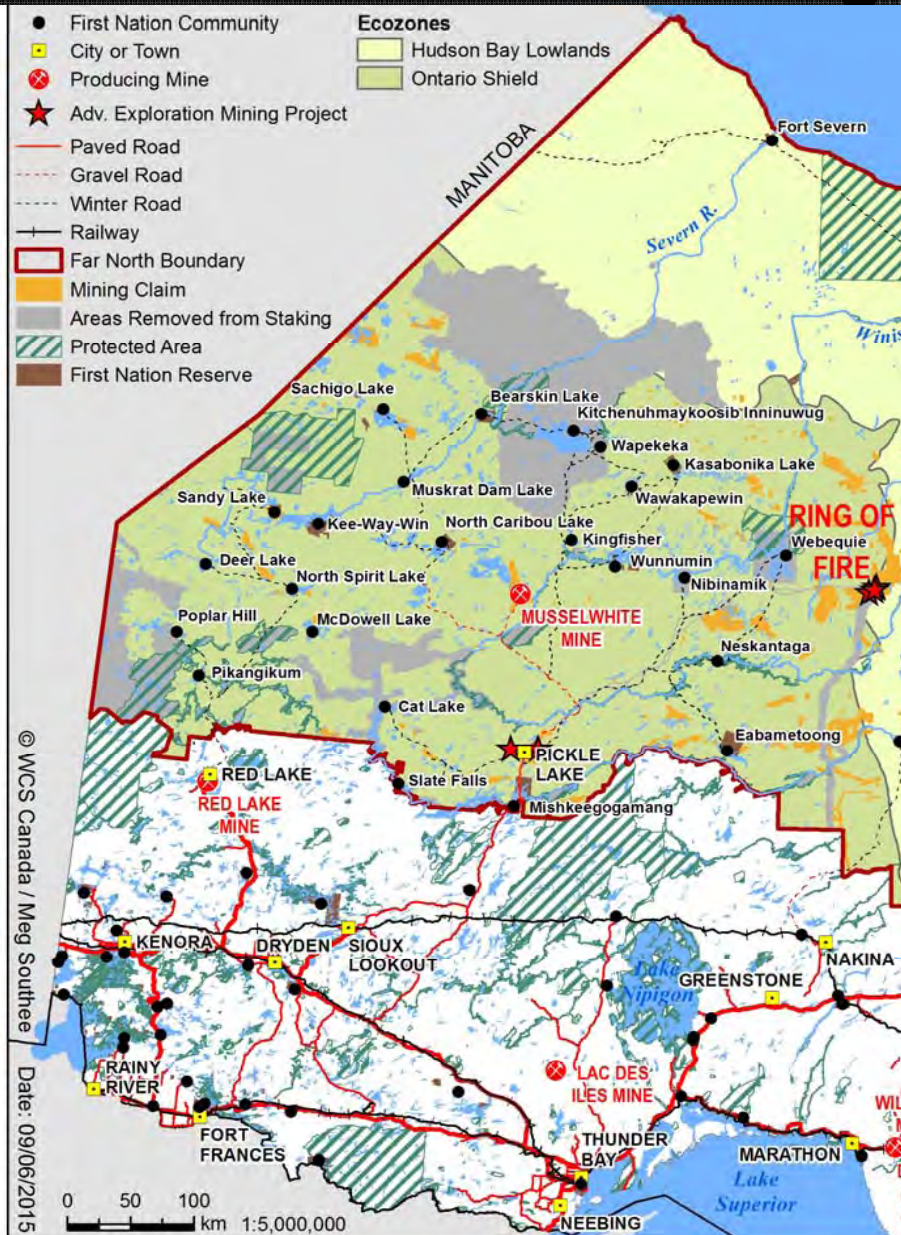 First Nation Community
City or Town
Producing Mine
Adv. Exploration Mining Project
Paved Road
Gravel Road
Winter Road
Railway
Far North Boundary
Mining Claim
Areas Removed from Staking
Protected Area
First Nation Reserve
Ecozones
Hudson Bay Lowlands
Ontario Shield
MANITOBA
Fort Severn
Severn R.
Winis
Sachigo Lake
Bearskin Lake
Kitchenuhmaykoosib Inninuwug
Wapekeka
Kasabonika Lake
Muskrat Dam Lake
Wawakapewin
Sandy Lake
Kee-Way-Win
North Caribou Lake
Kingfisher
RING OF
FIRE
Webequie
Wunnumin
Nibinamik
Deer Lake
North Spirit Lake
MUSSELWHITE
MINE
Poplar Hill
McDowell Lake
Neskantaga
Pikangikum
Cat Lake
PICKLE
LAKE
Eabametoong
RED LAKE
RED LAKE
MINE
Slate Falls
Mishkeegogamang
KENORA
DRYDEN
SIOUX
LOOKOUT
Lake
Nipigon
GREENSTONE
NAKINA
RAINY
RIVER
LAC DES
ILES MINE
WIL
FORT
FRANCES
THUNDER
BAY
MARATHON
NEEBING
Lake
Superior
0 50 100
km 1:5,000,000
© WCS Canada / Meg Southee Date: 09/06/2015